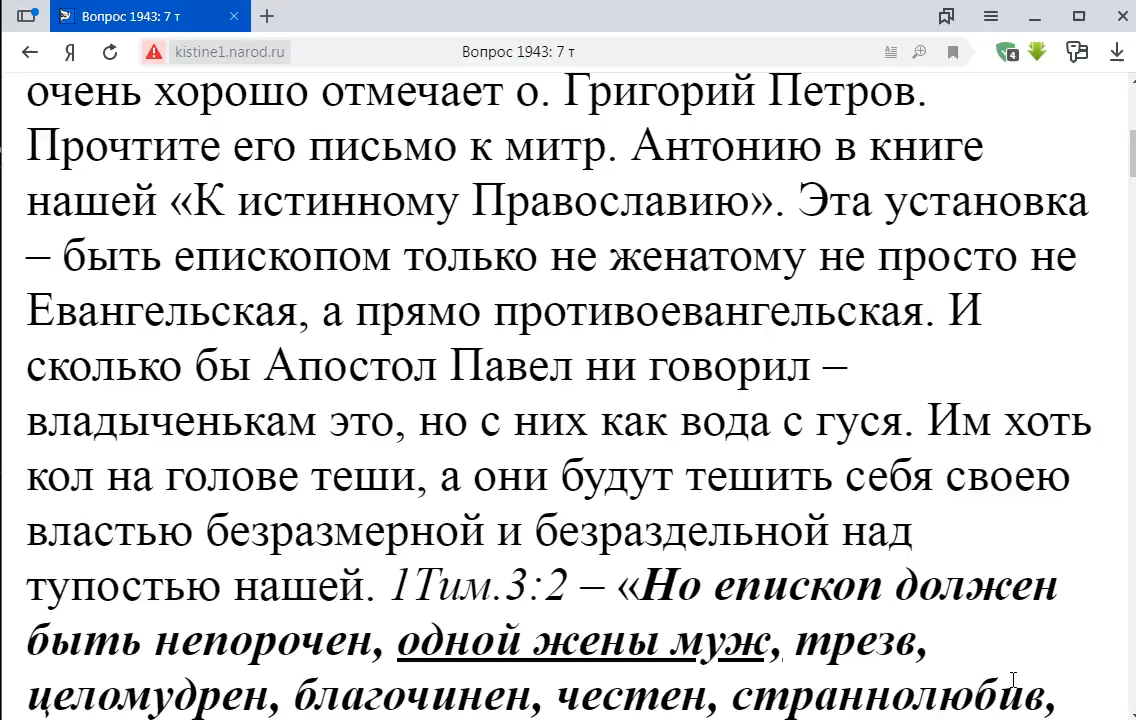 Вопрос 1943: 7 т
Я kistine1.narod.ru Вопрос 1943: 7 т 4
очень хорошо отмечает о. Григорий Петров.
Прочтите его письмо к митр. Антонию в книге
нашей «К истинному Православию». Эта установка
– быть епископом только не женатому не просто не
Евангельская, а прямо противоевангельская. И
сколько бы Апостол Павел ни говорил –
владыченькам это, но с них как вода с гуся. Им хоть
кол на голове теши, а они будут тешить себя своею
властью безразмерной и безраздельной над
тупостью нашей. 1Тим.3:2 – «Но епископ должен
быть непорочен, одной жены муж, трезв,
целомудрен, благочинен, честен, страннолюбив,